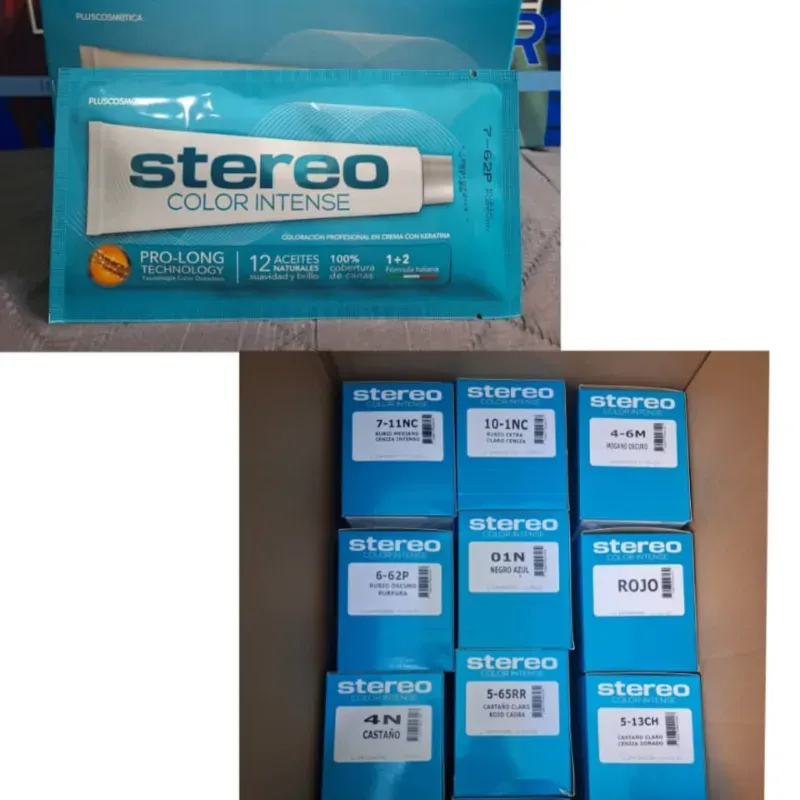 PLUSCOSMETICA
R
PLUSCOSMETICA
stereo
COLOR INTENSE
7-62P
COLORACIÓN PROFESIONAL EN CREMA CON KERATINA
PRO-LONG
TECHNOLOGY
Tecnología Color Duradero
12 ACEITES
NATURALES
suavidad y brillo
100%
cobertura
de canas
1+2
Fórmula Italiana
stereo
COLOR INTENSE
7-11NC
RUBIO MEDIANO
CENIZA INTENSO
stereo
COLOR INTENSE
10-1NC
RUBIO EXTRA
CLARO CENIZA
stereo
COLOR INTENSE
4-6M
MOGANO OSCURO
stereo
COLOR INTENSE
6-62P
RUBIO OSCURO
PURPURA
stereo
COLOR INTENSE
01N
NEGRO AZUL
stereo
COLOR INTENSE
ROJO
stereo
COLOR INTENSE
4N
CASTAÑO
stereo
COLOR INTENSE
5-65RR
CASTAÑO CLARO
ROJO CAOBA
stereo
COLOR INTENSE
5-13CH
CASTAÑO CLARO
CENIZA DORADO